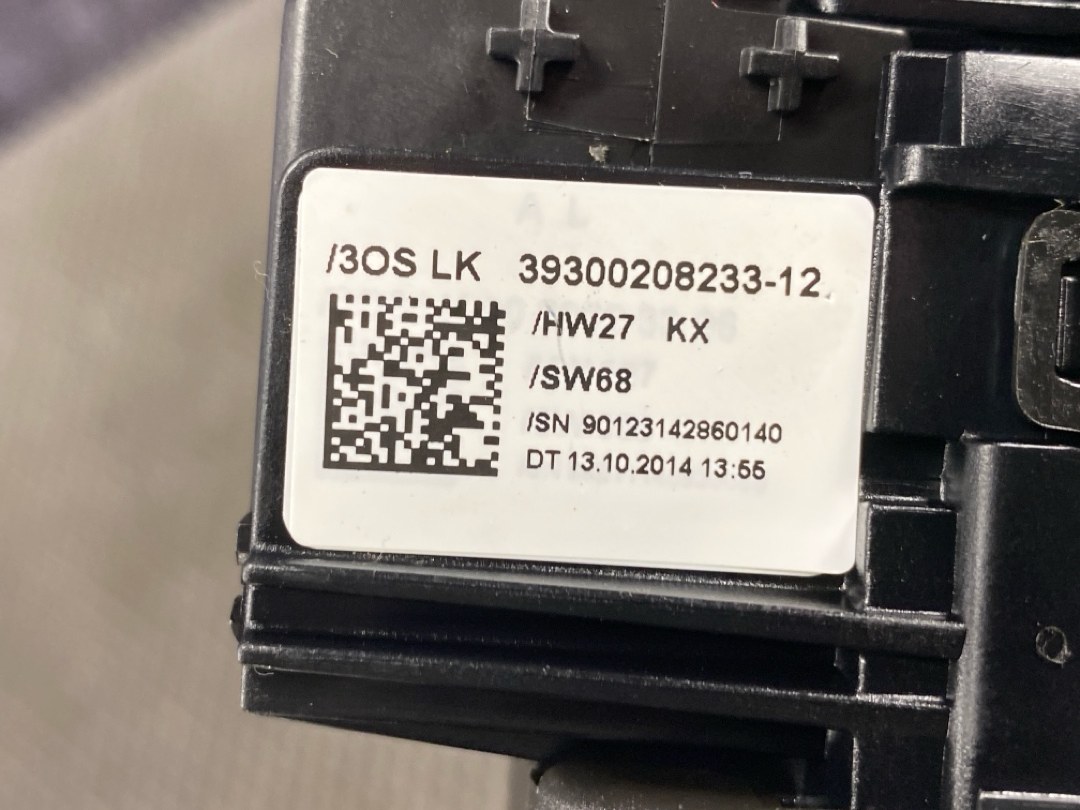 /3OS LK 39300208233-12
/HW27 KX
/SW68
/SN 90123142860140
DT 13.10.2014 13:55